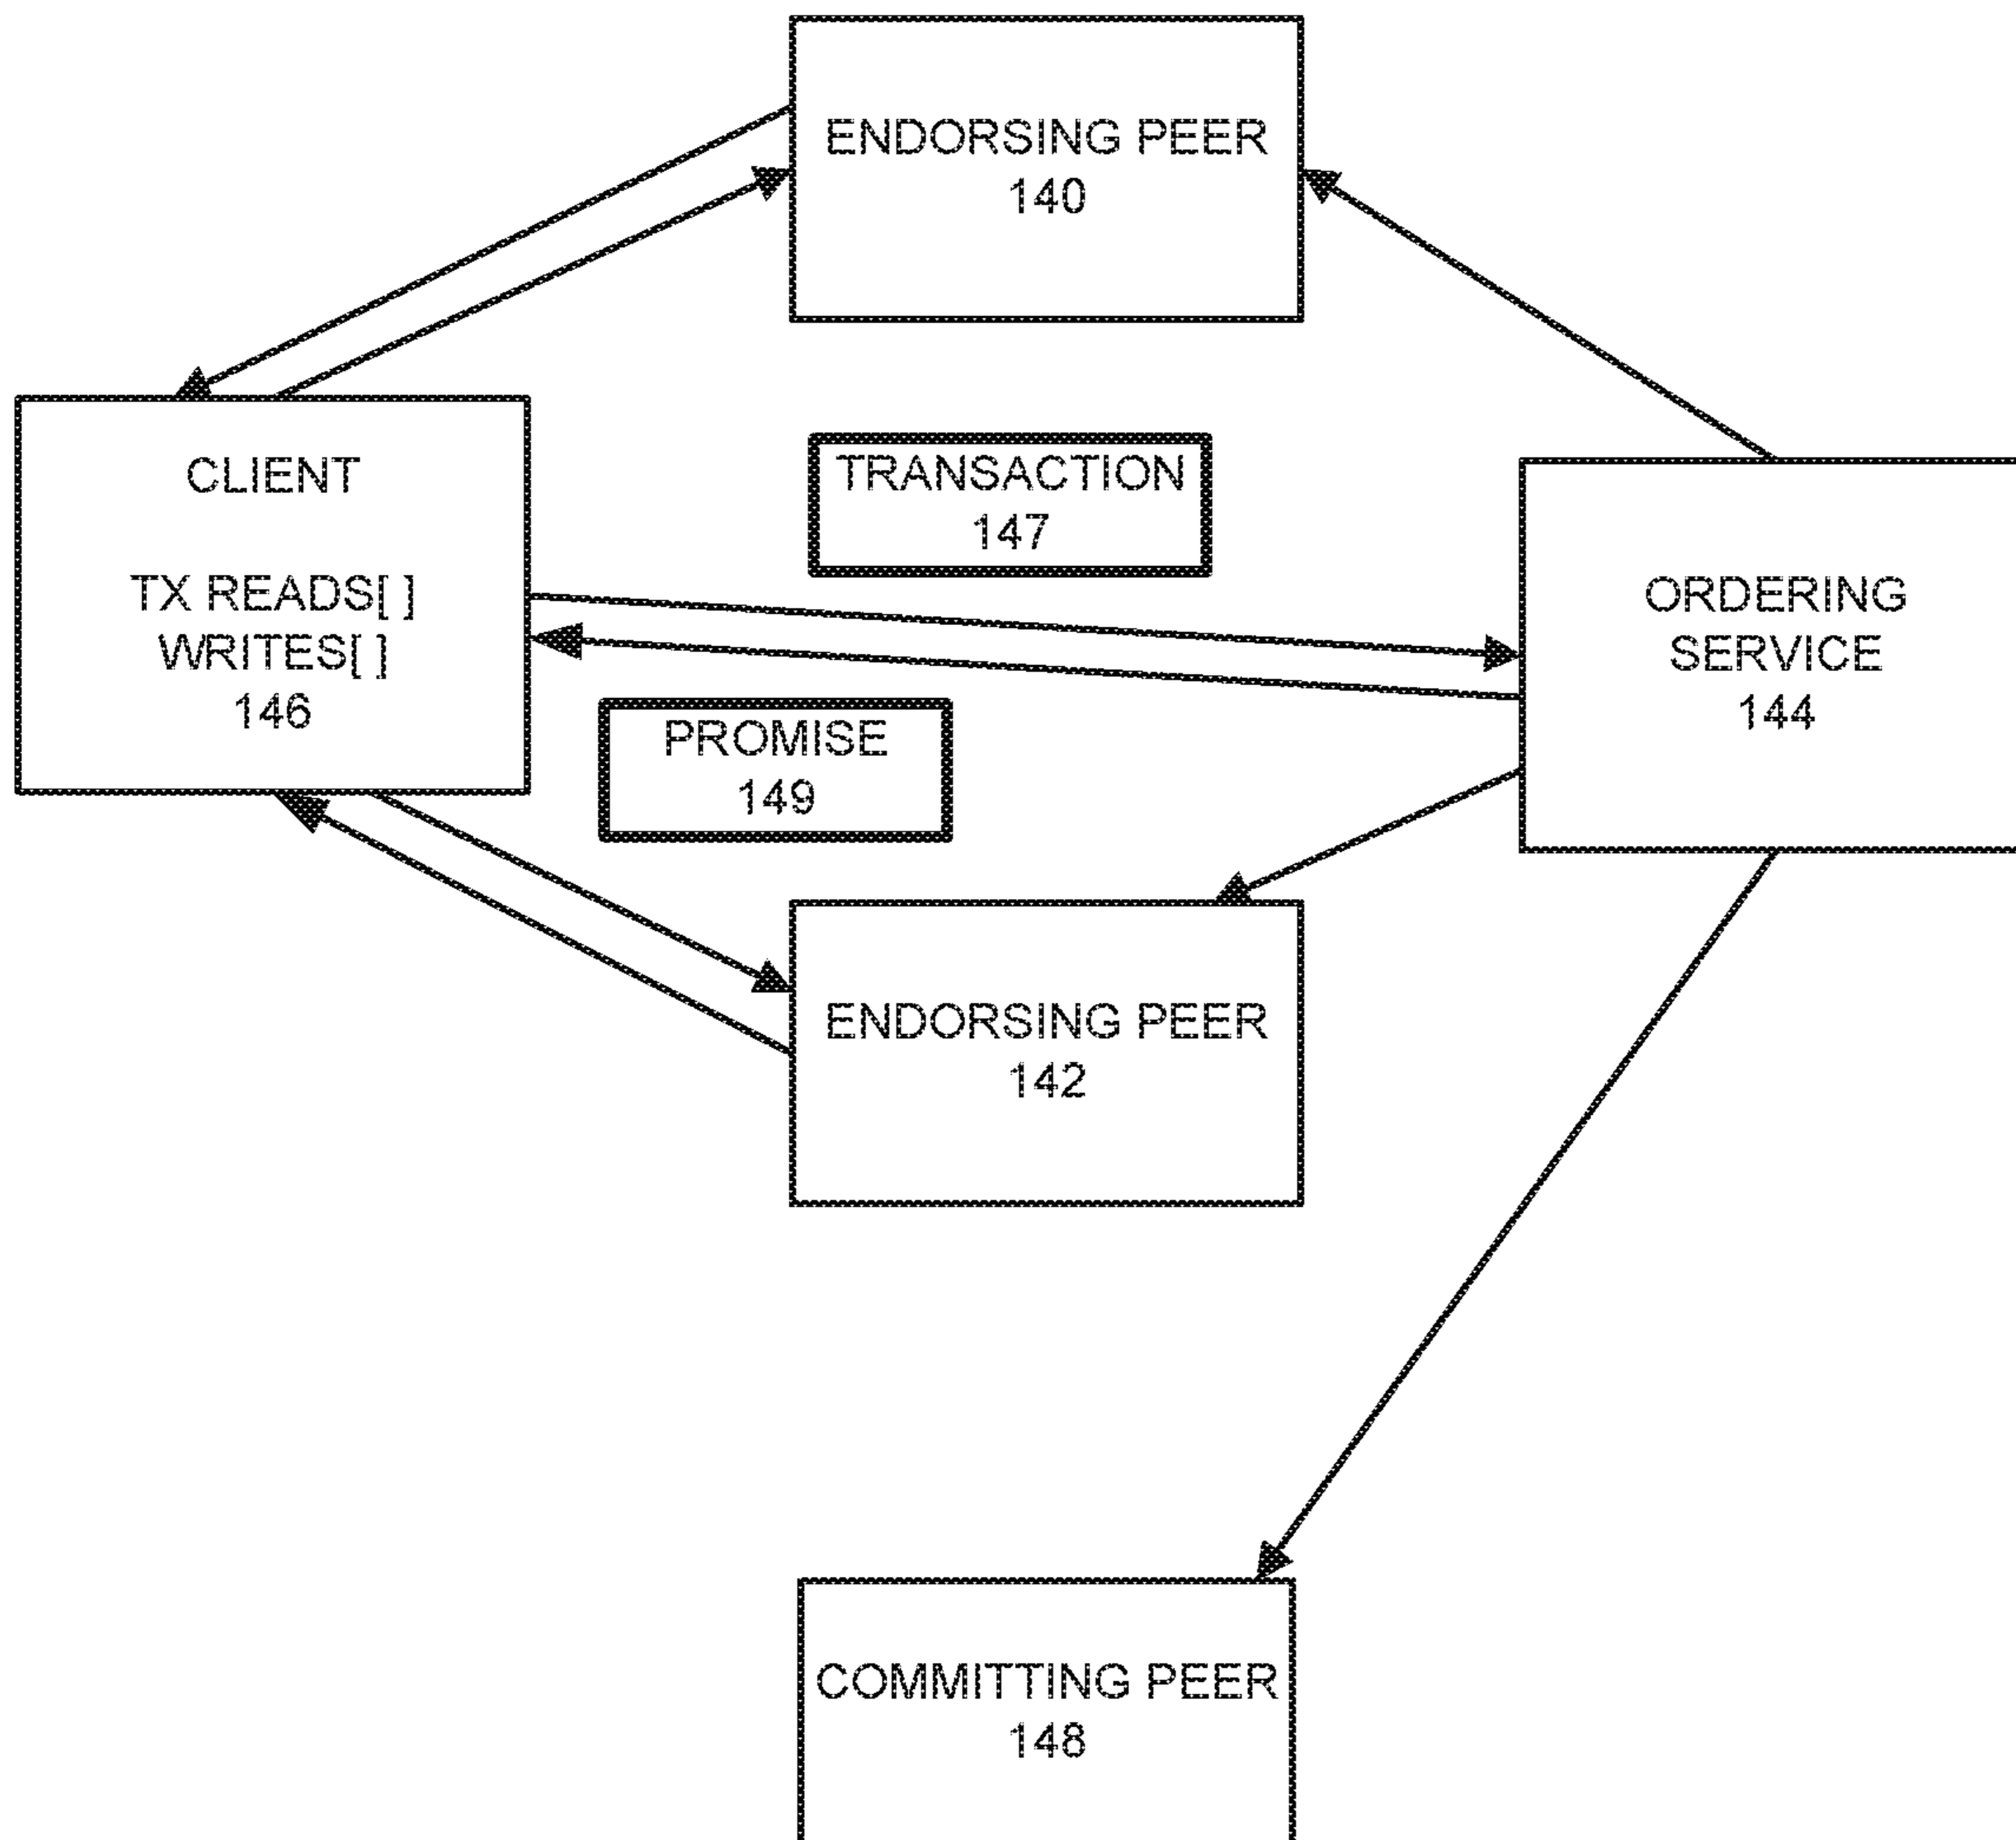 ENDORSING PEER
140
CLIENT
TX READS[ ]
WRITES[ ]
146
TRANSACTION
147
ORDERING
SERVICE
144
PROMISE
149
ENDORSING PEER
142
COMMITTING PEER
148